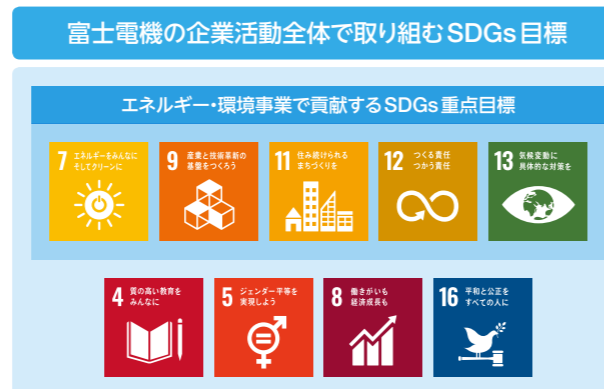 富士電機の企業活動全体で取り組むSDGs目標
エネルギー・環境事業で貢献するSDGs重点目標
7 エネルギーをみんなに
そしてクリーンに
9 産業と技術革新の
基盤をつくろう
11 住み続けられる
まちづくりを
12 つくる責任
つかう責任
13 気候変動に
具体的な対策を
4 質の高い教育を
みんなに
5 ジェンダー平等を
実現しよう
8 働きがいも
経済成長も
16 平和と公正を
すべての人に